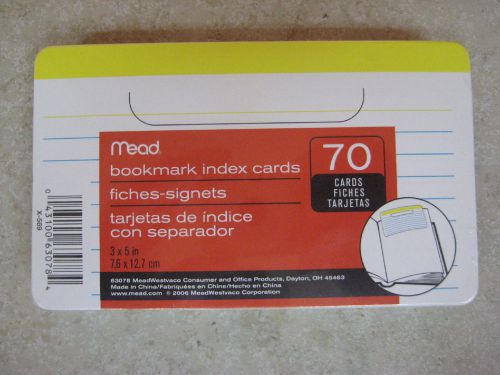 Mead
bookmark index cards
fiches-signets
tarjetas de índice
con separador
3 x 5 in
7,6 x 12,7 cm
70
CARDS
FICHES
TARJETAS
63078 MeadWestvaco Consumer and Office Products, Dayton, OH 45463
Made in China/Fabriquées en Chine/Hecho en China
www.mead.com © 2006 MeadWestvaco Corporation
X-569
0 43100 63078 4